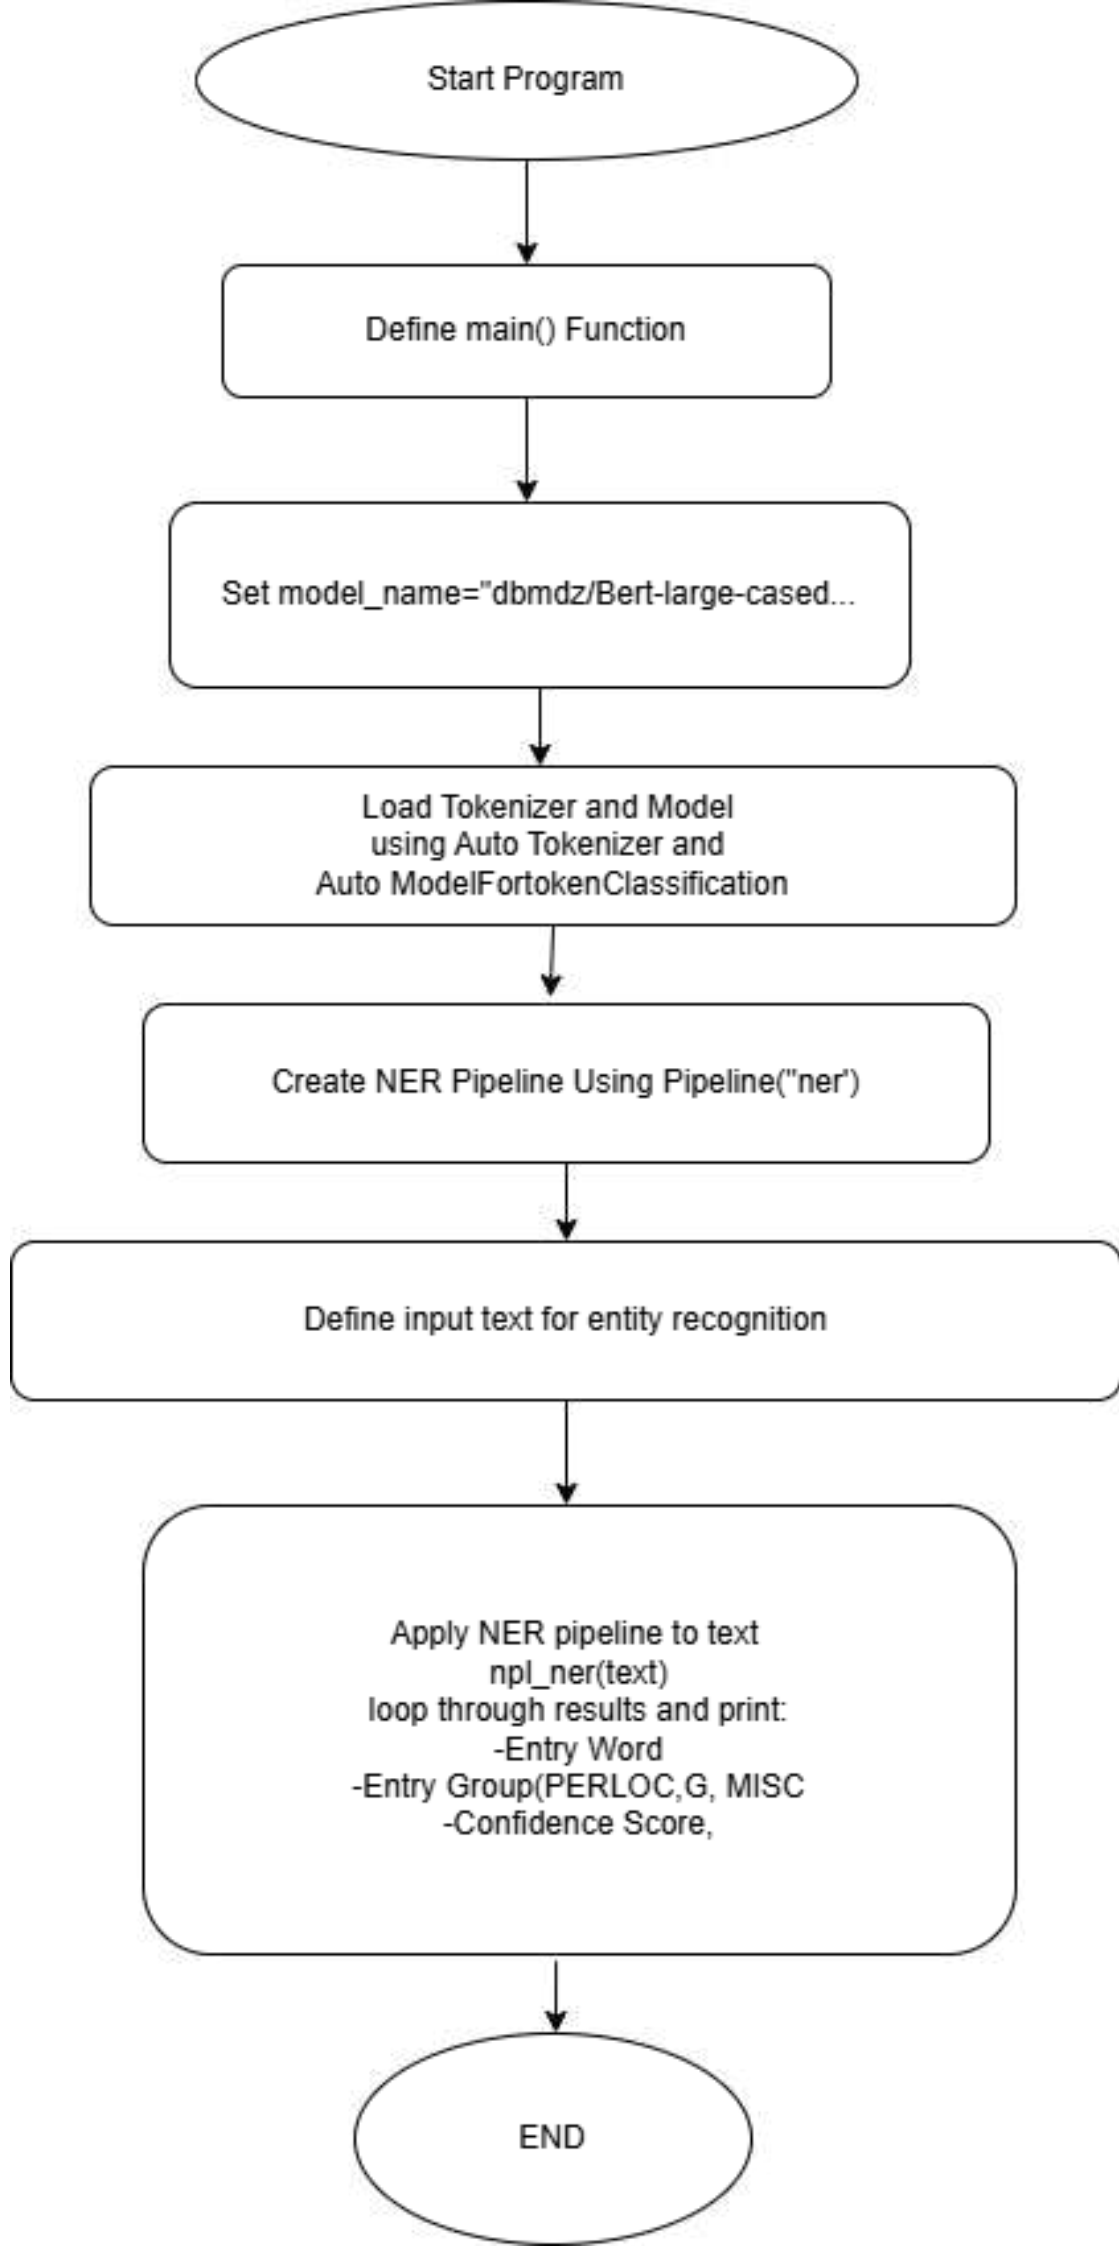 Start Program
Define main() Function
Set model_name="dbmdz/Bert-large-cased...
Load Tokenizer and Model
using Auto Tokenizer and
Auto ModelFortokenClassification
Create NER Pipeline Using Pipeline("ner')
Define input text for entity recognition
Apply NER pipeline to text
npl_ner(text)
loop through results and print:
-Entry Word
-Entry Group(PERLOC,G, MISC
-Confidence Score,
END